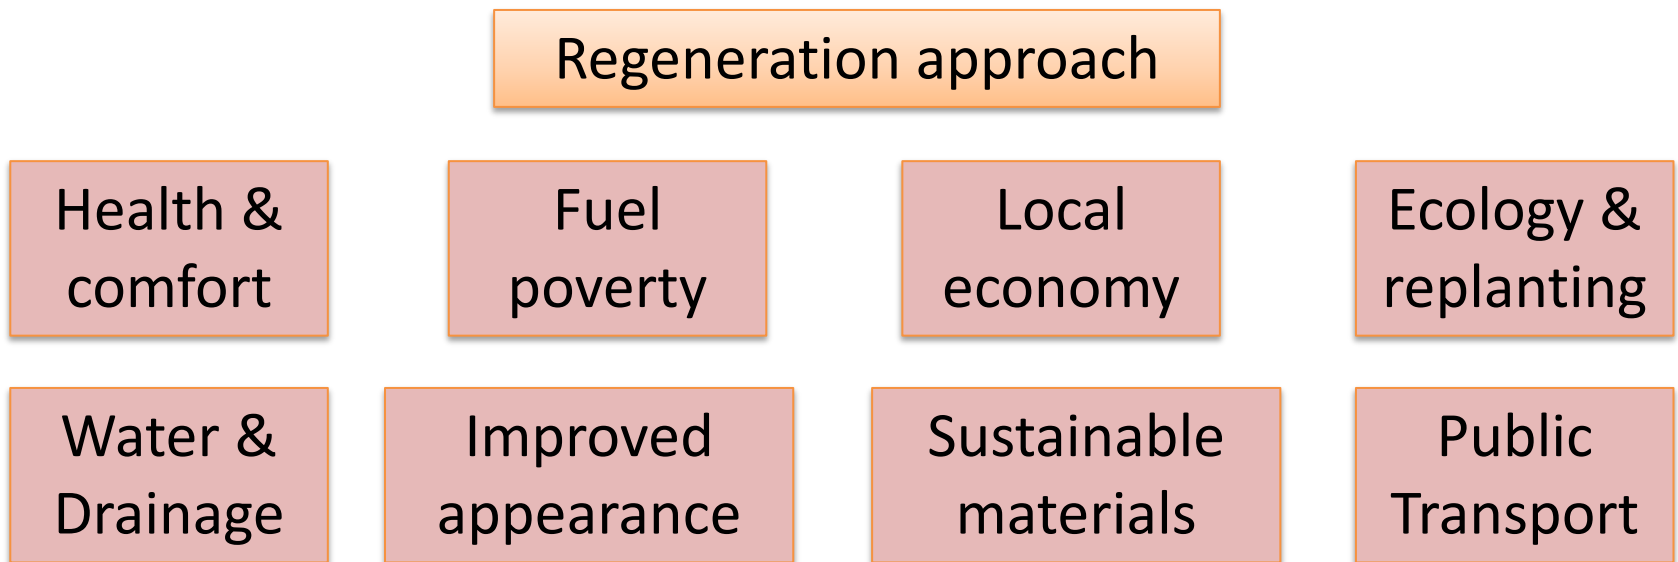 Regeneration approach
Health &
comfort
Fuel
poverty
Local
economy
Ecology &
replanting
Water &
Drainage
Improved
appearance
Sustainable
materials
Public
Transport